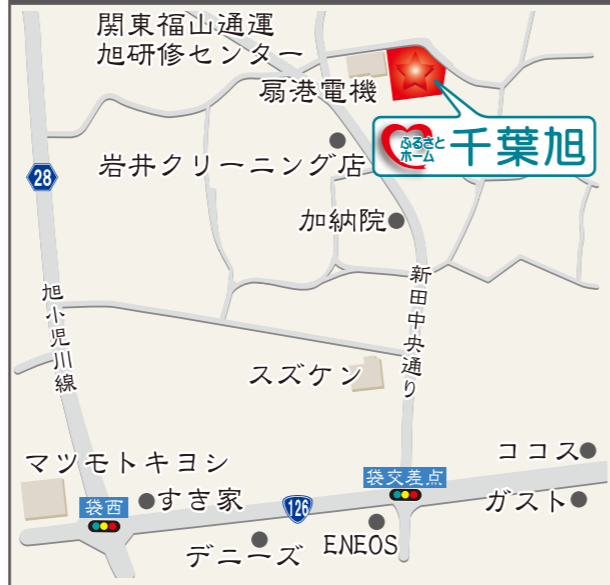 関東福山通運
旭研修センター
扇港電機
ふるさと
ホーム
千葉旭
28
岩井クリーニング店
加納院
旭小児川線
新田中央通り
スズケン
マツモトキヨシ
袋西
すき家
126
袋交差点
ココス
ガスト
デニーズ
ENEOS